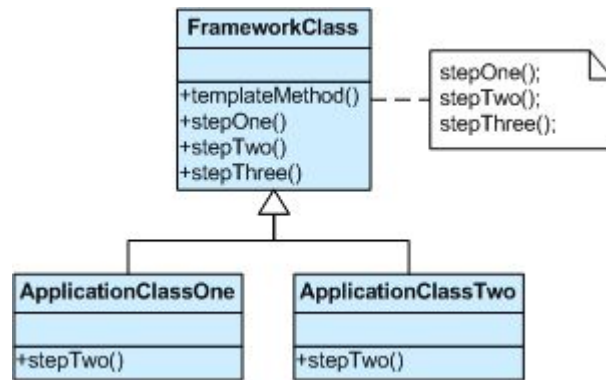 FrameworkClass
+templateMethod()
+stepOne()
+stepTwo()
+stepThree()
stepOne();
stepTwo();
stepThree();
ApplicationClassOne
+stepTwo()
ApplicationClassTwo
+stepTwo()